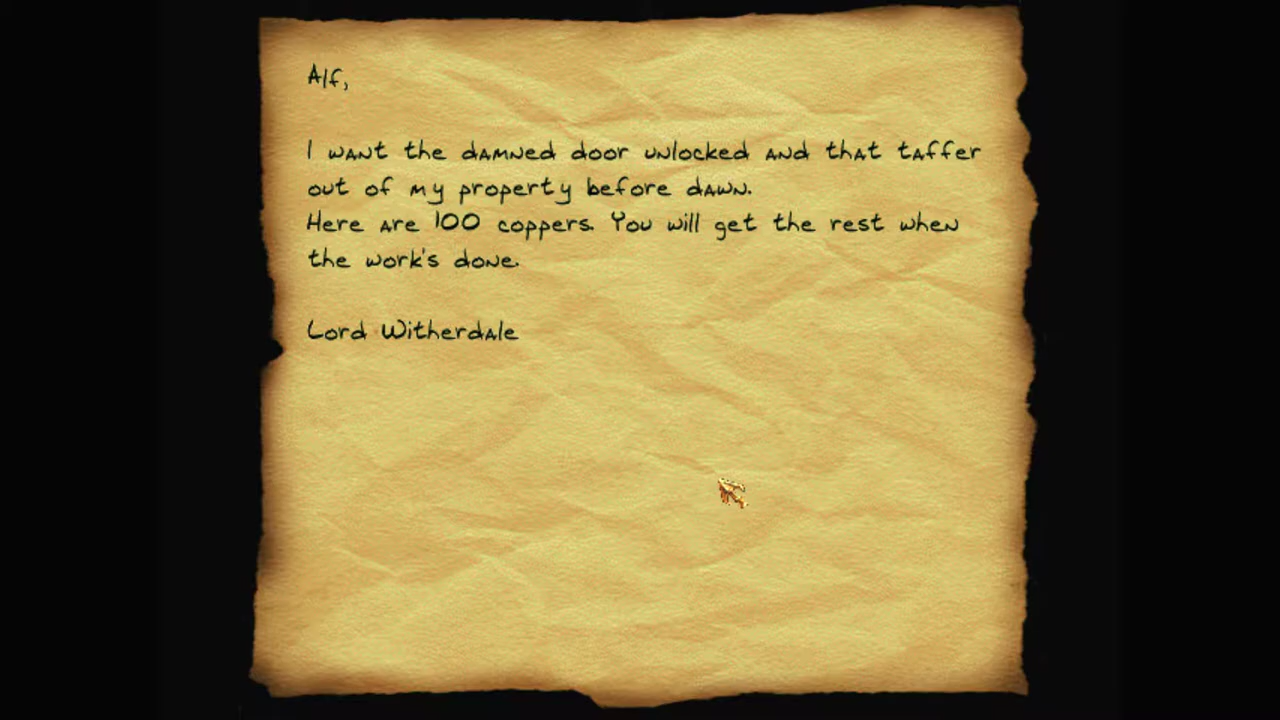 Alf,
I want the damned door unlocked and that taffer
out of my property before dawn.
Here are 100 coppers. You will get the rest when
the work's done.
Lord Witherdale